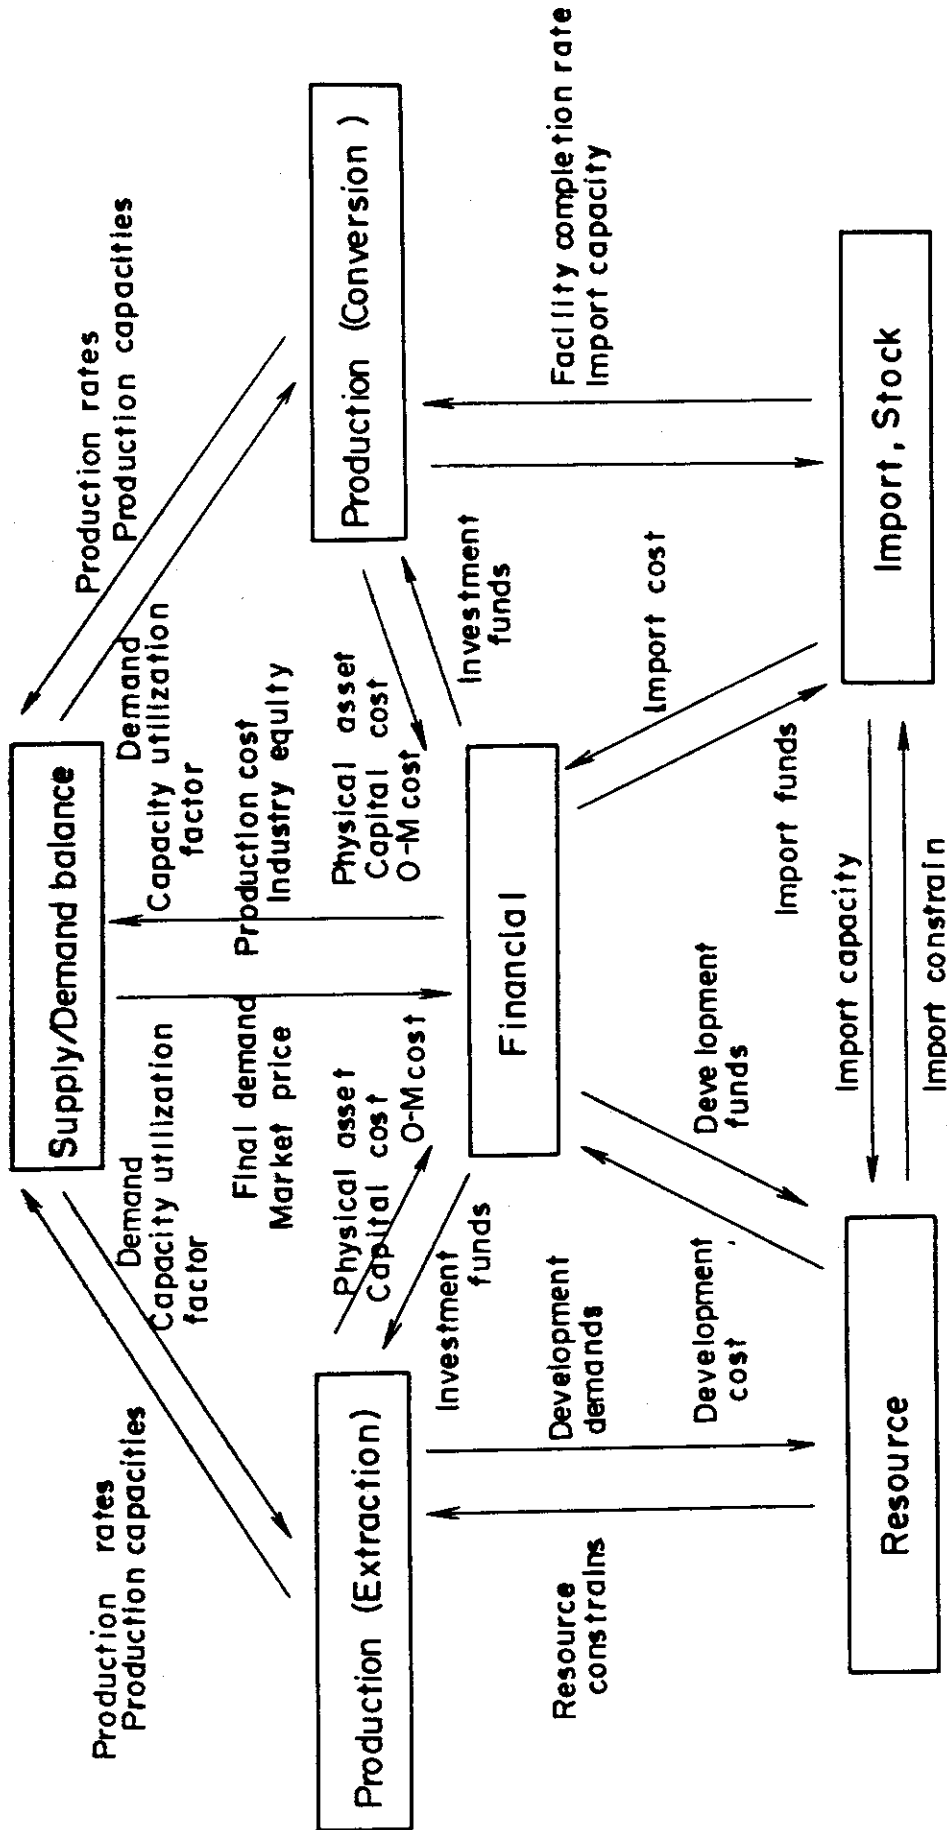 Supply/Demand balance
Production rates
Production capacities
Demand
Capacity utilization
factor
Final demand
Market price
Production cost
Industry equity
Demand
Capacity utilization
factor
Production rates
Production capacities
Production (Extraction)
Physical asset
Capital cost
O-M cost
Investment
funds
Physical asset
Capital cost
O-M cost
Investment
funds
Production (Conversion)
Financial
Resource
constrains
Development
demands
Development
cost
Development
funds
Import funds
Import cost
Facility completion rate
Import capacity
Resource
Import capacity
Import constrain
Import, Stock